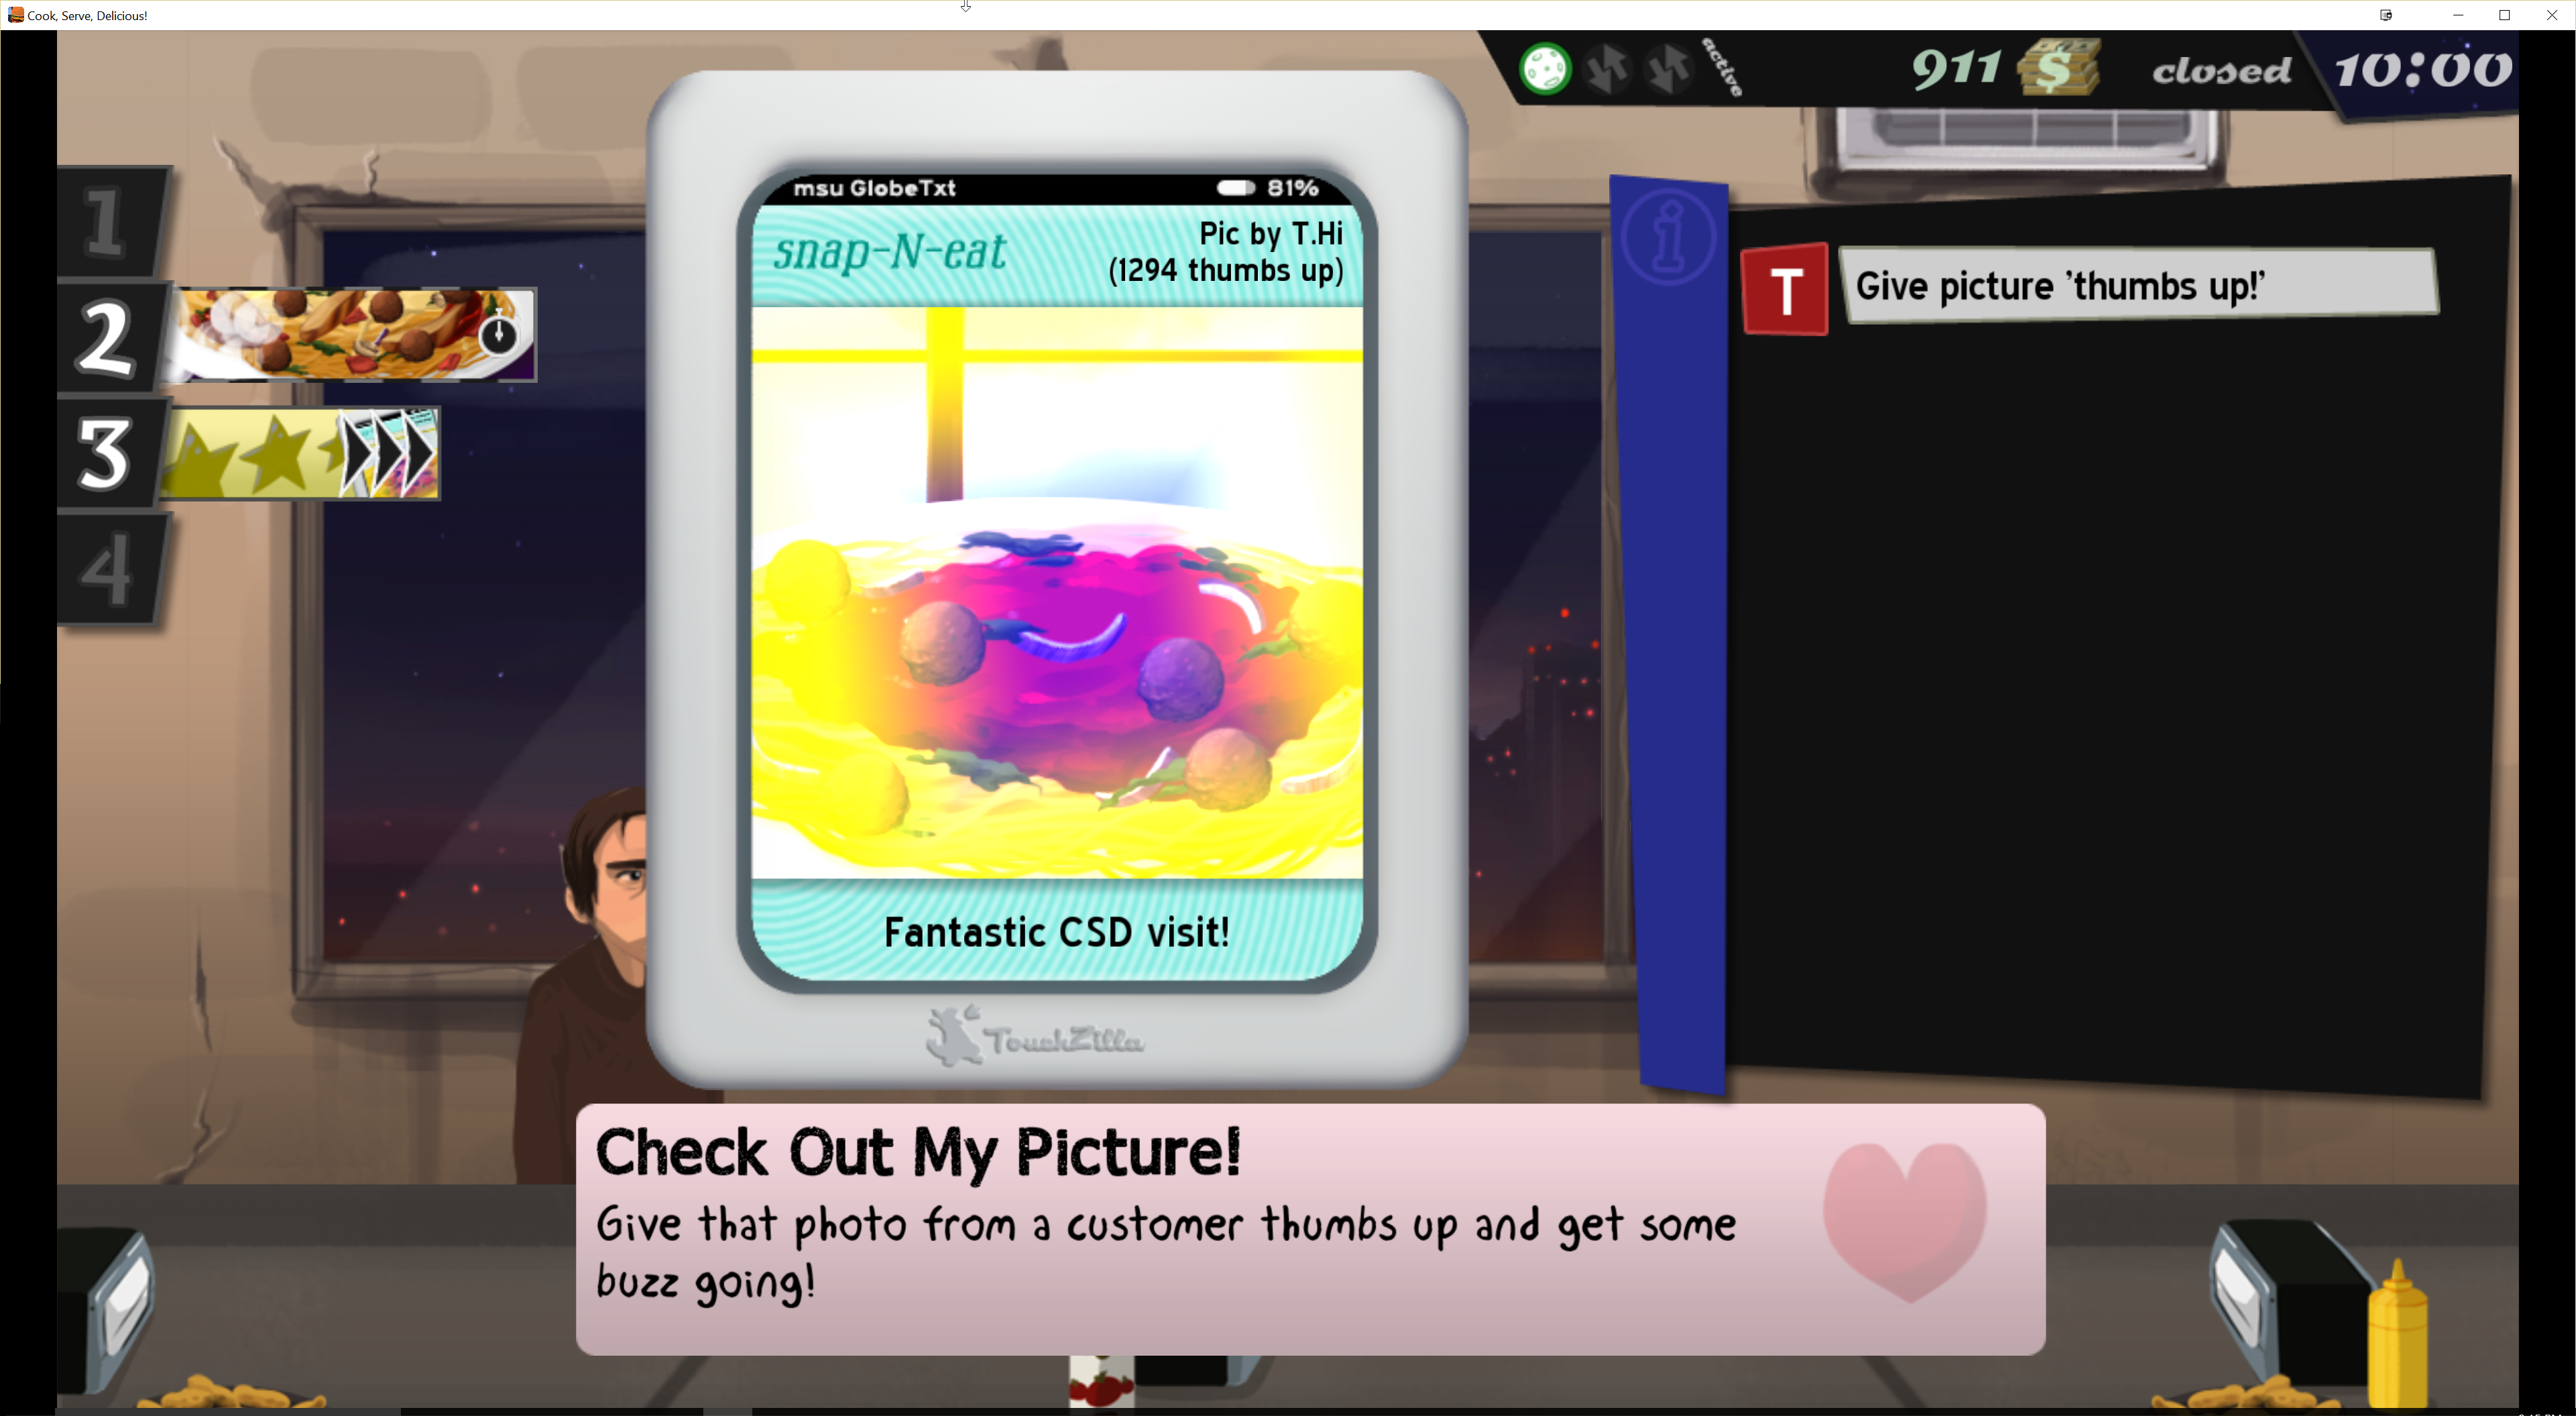 Cook, Serve, Delicious!
active
911 $
closed
10:00
1
2
3
4
msu GlobeTxt
81%
snap-N-eat
Pic by T.Hi
(1294 thumbs up)
Fantastic CSD visit!
TouchZilla
i
T
Give picture 'thumbs up!'
Check Out My Picture!
Give that photo from a customer thumbs up and get some
buzz going!